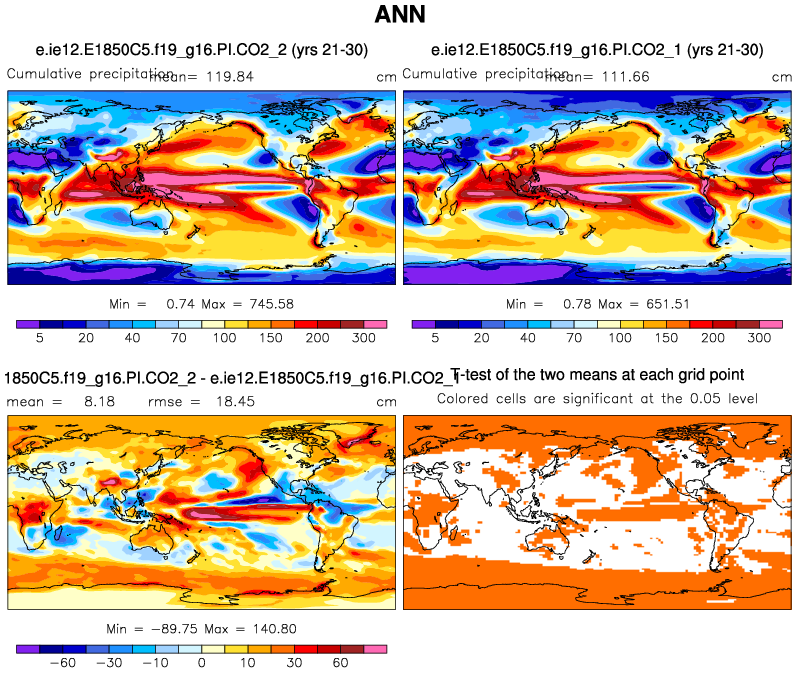 ANN
e.ie12.E1850C5.f19_g16.PI.CO2_2 (yrs 21-30)
Cumulative precipitation mean= 119.84 cm
Min = 0.74 Max = 745.58
5 20 40 70 100 150 200 300
e.ie12.E1850C5.f19_g16.PI.CO2_1 (yrs 21-30)
Cumulative precipitation mean= 111.66 cm
Min = 0.78 Max = 651.51
5 20 40 70 100 150 200 300
1850C5.f19_g16.PI.CO2_2 - e.ie12.E1850C5.f19_g16.PI.CO2_1
mean = 8.18 rmse = 18.45 cm
Min = −89.75 Max = 140.80
−60 −30 −10 0 10 30 60
T-test of the two means at each grid point
Colored cells are significant at the 0.05 level